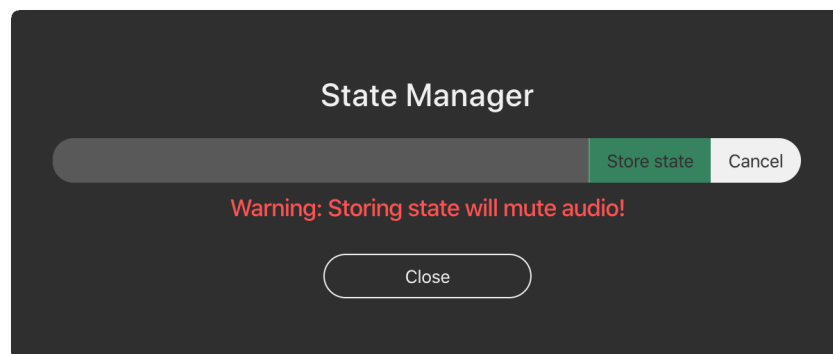 State Manager
Store state Cancel
Warning: Storing state will mute audio!
Close